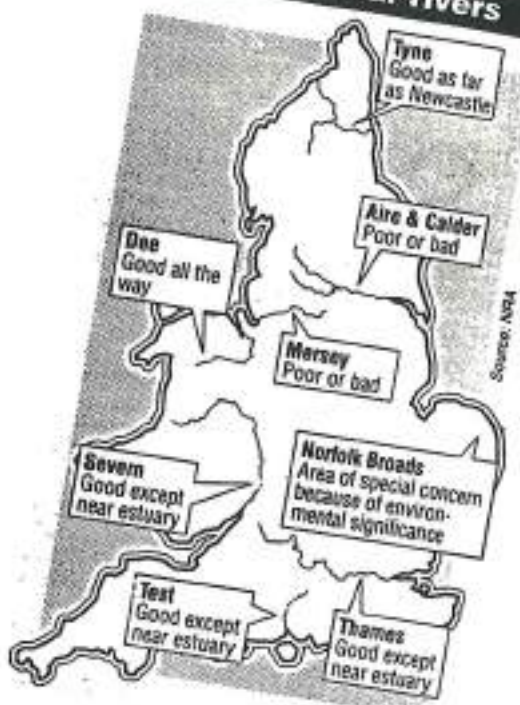 rivers
Tyne
Good as far
as Newcastle
Aire & Calder
Poor or bad
Dee
Good all the
way
Mersey
Poor or bad
Source: NRA
Norfolk Broads
Area of special concern
because of environ-
mental significance
Severn
Good except
near estuary
Test
Good except
near estuary
Thames
Good except
near estuary